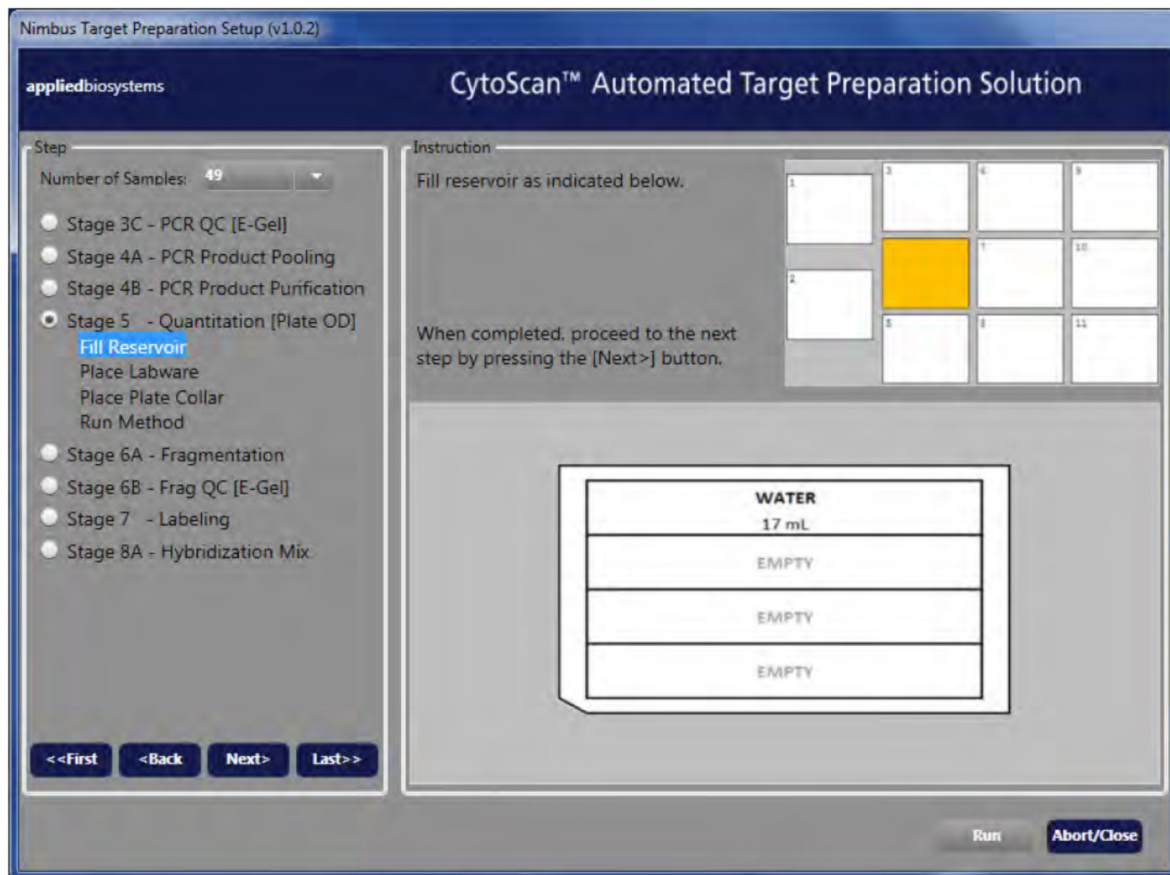 Nimbus Target Preparation Setup (v1.0.2)
appliedbiosystems
CytoScan™ Automated Target Preparation Solution
Step
Number of Samples: 49
Stage 3C - PCR QC [E-Gel]
Stage 4A - PCR Product Pooling
Stage 4B - PCR Product Purification
Stage 5 - Quantitation [Plate OD]
Fill Reservoir
Place Labware
Place Plate Collar
Run Method
Stage 6A - Fragmentation
Stage 6B - Frag QC [E-Gel]
Stage 7 - Labeling
Stage 8A - Hybridization Mix
<<First
<Back
Next>
Last>>
Instruction
Fill reservoir as indicated below.
When completed, proceed to the next
step by pressing the [Next>] button.
1
3
6
9
2
7
10
5
8
11
WATER
17 mL
EMPTY
EMPTY
EMPTY
Run
Abort/Close